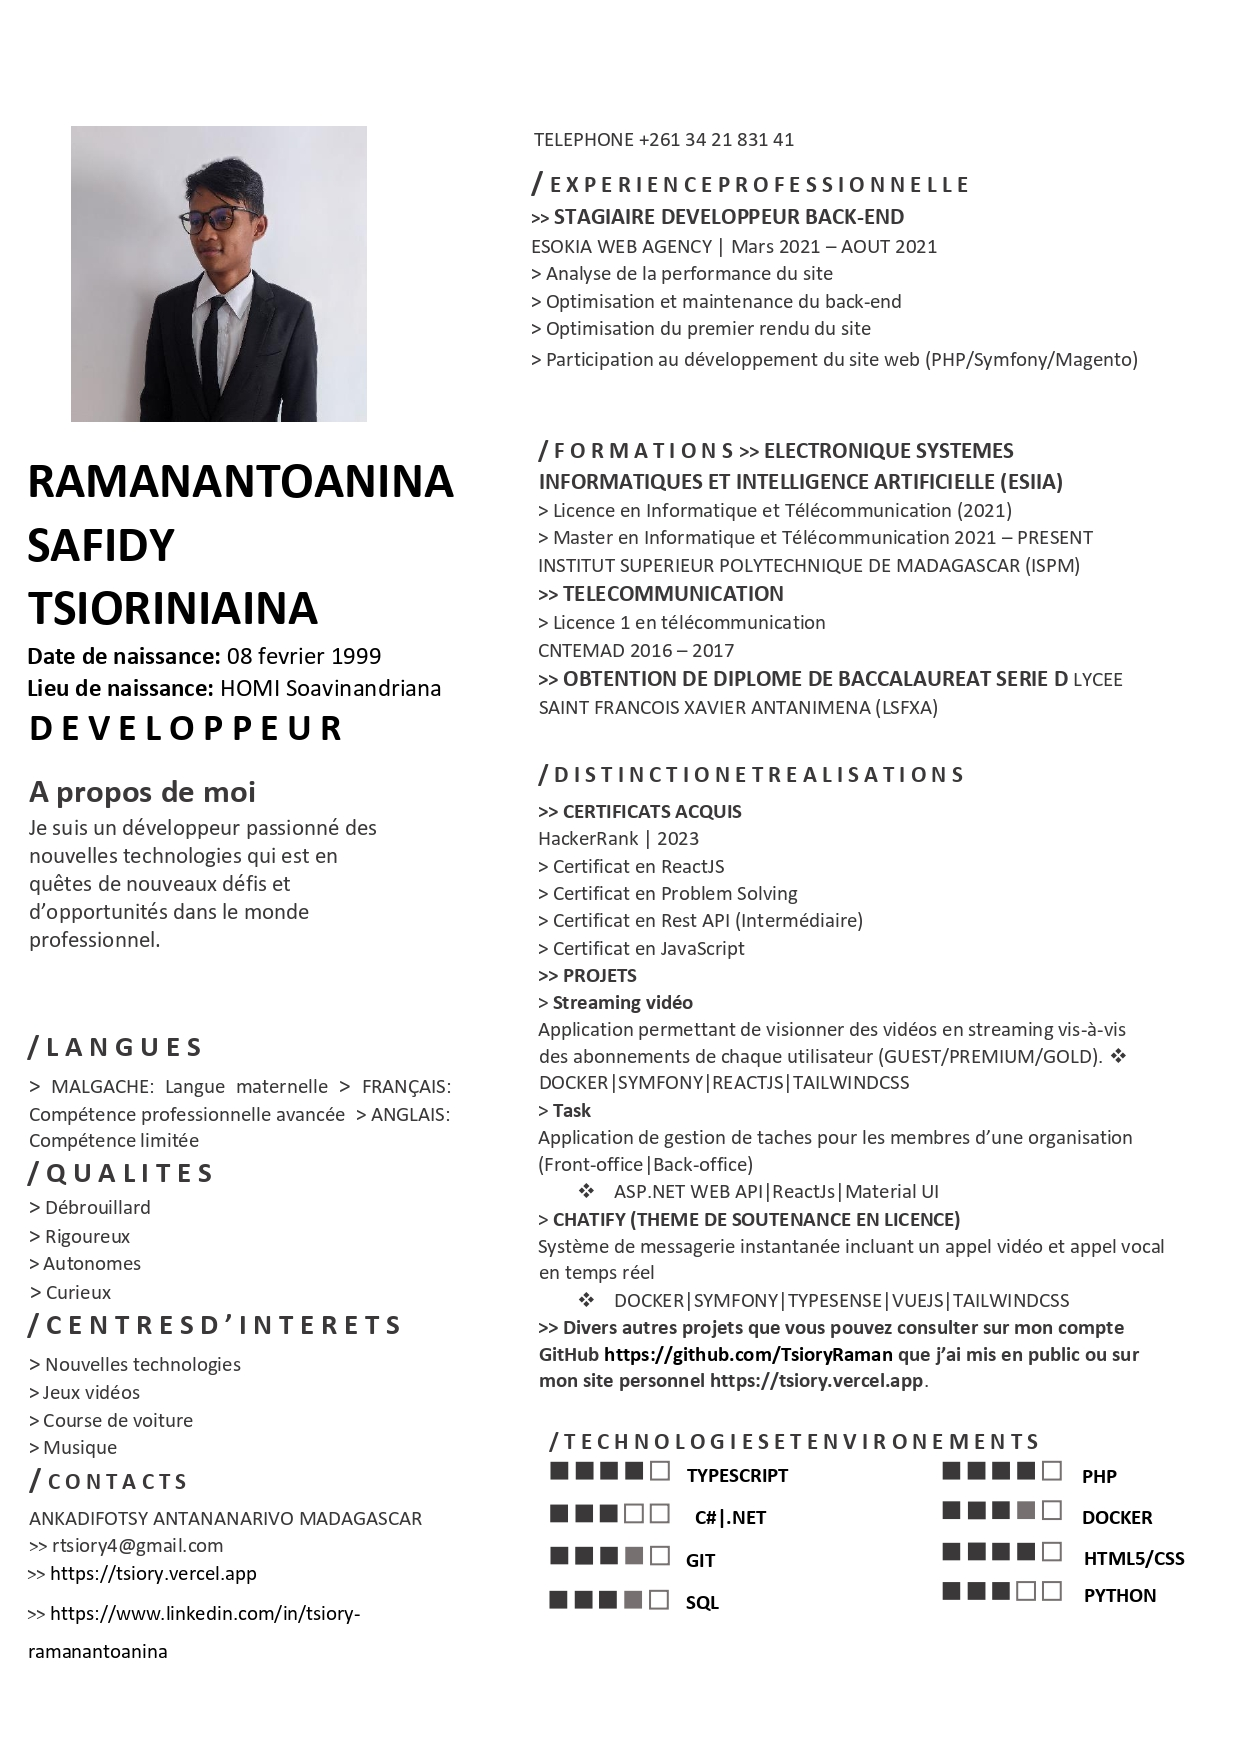 RAMANANTOANINA
SAFIDY
TSIORINIAINA
Date de naissance: 08 fevrier 1999
Lieu de naissance: HOMI Soavinandriana
DEVELOPPEUR
A propos de moi
Je suis un développeur passionné des
nouvelles technologies qui est en
quêtes de nouveaux défis et
d’opportunités dans le monde
professionnel.
/LANGUES
> MALGACHE: Langue maternelle > FRANÇAIS:
Compétence professionnelle avancée > ANGLAIS:
Compétence limitée
/QUALITES
> Débrouillard
> Rigoureux
> Autonomes
> Curieux
/CENTRESD’INTERETS
> Nouvelles technologies
> Jeux vidéos
> Course de voiture
> Musique
/CONTACTS
ANKADIFOTSY ANTANANARIVO MADAGASCAR
>> rtsiory4@gmail.com
>> https://tsiory.vercel.app
>> https://www.linkedin.com/in/tsiory-
ramanantoanina
TELEPHONE +261 34 21 831 41
/EXPERIENCEPROFESSIONNELLE
>> STAGIAIRE DEVELOPPEUR BACK-END
ESOKIA WEB AGENCY | Mars 2021 – AOUT 2021
> Analyse de la performance du site
> Optimisation et maintenance du back-end
> Optimisation du premier rendu du site
> Participation au développement du site web (PHP/Symfony/Magento)
/FORMATIONS >> ELECTRONIQUE SYSTEMES
INFORMATIQUES ET INTELLIGENCE ARTIFICIELLE (ESIIA)
> Licence en Informatique et Télécommunication (2021)
> Master en Informatique et Télécommunication 2021 – PRESENT
INSTITUT SUPERIEUR POLYTECHNIQUE DE MADAGASCAR (ISPM)
>> TELECOMMUNICATION
> Licence 1 en télécommunication
CNTEMAD 2016 – 2017
>> OBTENTION DE DIPLOME DE BACCALAUREAT SERIE D LYCEE
SAINT FRANCOIS XAVIER ANTANIMENA (LSFXA)
/DISTINCTIONETREALISATIONS
>> CERTIFICATS ACQUIS
HackerRank | 2023
> Certificat en ReactJS
> Certificat en Problem Solving
> Certificat en Rest API (Intermédiaire)
> Certificat en JavaScript
>> PROJETS
> Streaming vidéo
Application permettant de visionner des vidéos en streaming vis-à-vis
des abonnements de chaque utilisateur (GUEST/PREMIUM/GOLD). ❖
DOCKER|SYMFONY|REACTJS|TAILWINDCSS
> Task
Application de gestion de taches pour les membres d’une organisation
(Front-office|Back-office)
❖ ASP.NET WEB API|ReactJs|Material UI
> CHATIFY (THEME DE SOUTENANCE EN LICENCE)
Système de messagerie instantanée incluant un appel vidéo et appel vocal
en temps réel
❖ DOCKER|SYMFONY|TYPESENSE|VUEJS|TAILWINDCSS
>> Divers autres projets que vous pouvez consulter sur mon compte
GitHub https://github.com/TsioryRaman que j’ai mis en public ou sur
mon site personnel https://tsiory.vercel.app.
/TECHNOLOGIESETENVIRONEMENTS
TYPESCRIPT
C#|.NET
GIT
SQL
PHP
DOCKER
HTML5/CSS
PYTHON